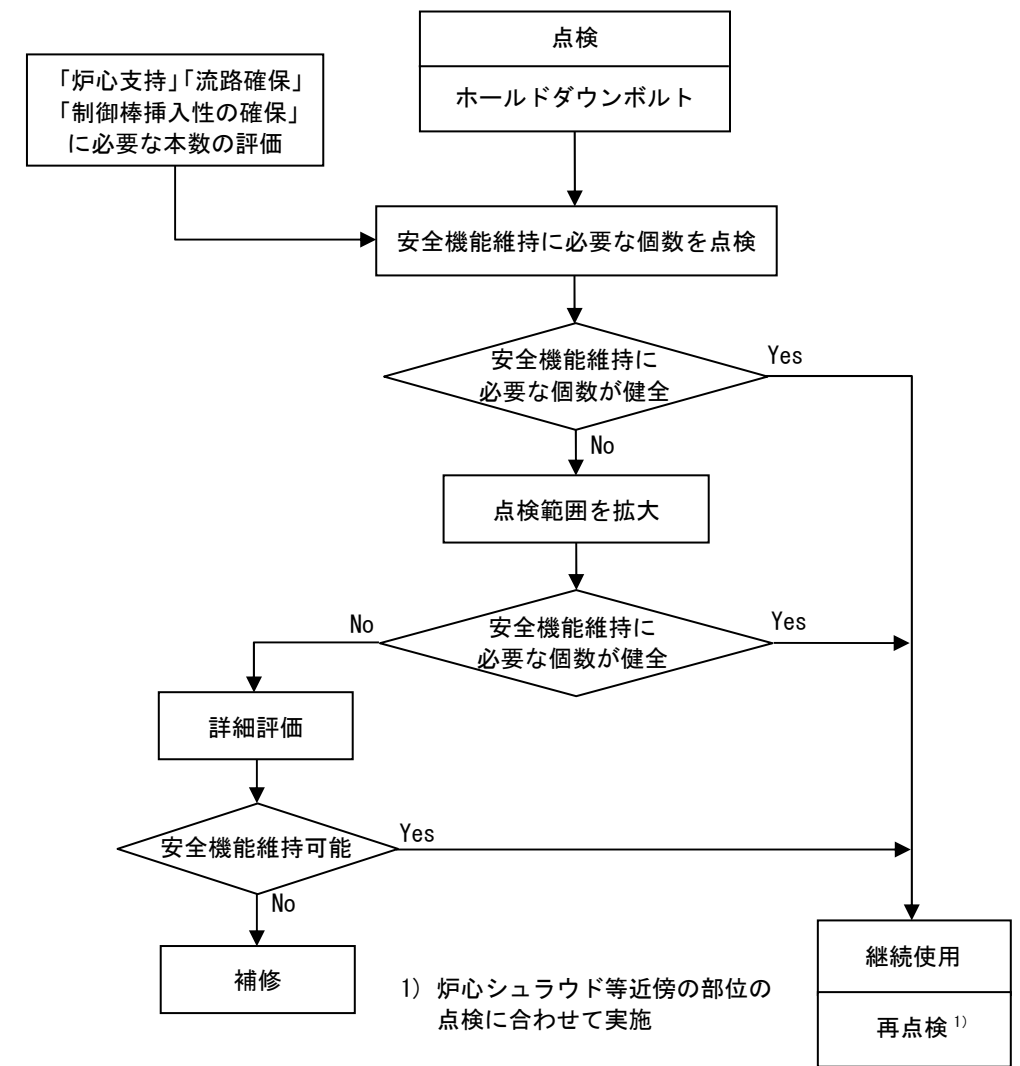 点検
ホールドダウンボルト
「炉心支持」「流路確保」
「制御棒挿入性の確保」
に必要な本数の評価
安全機能維持に必要な個数を点検
安全機能維持に
必要な個数が健全
Yes
No
点検範囲を拡大
安全機能維持に
必要な個数が健全
No
Yes
詳細評価
安全機能維持可能
Yes
No
補修
継続使用
再点検 1)
1) 炉心シュラウド等近傍の部位の
点検に合わせて実施